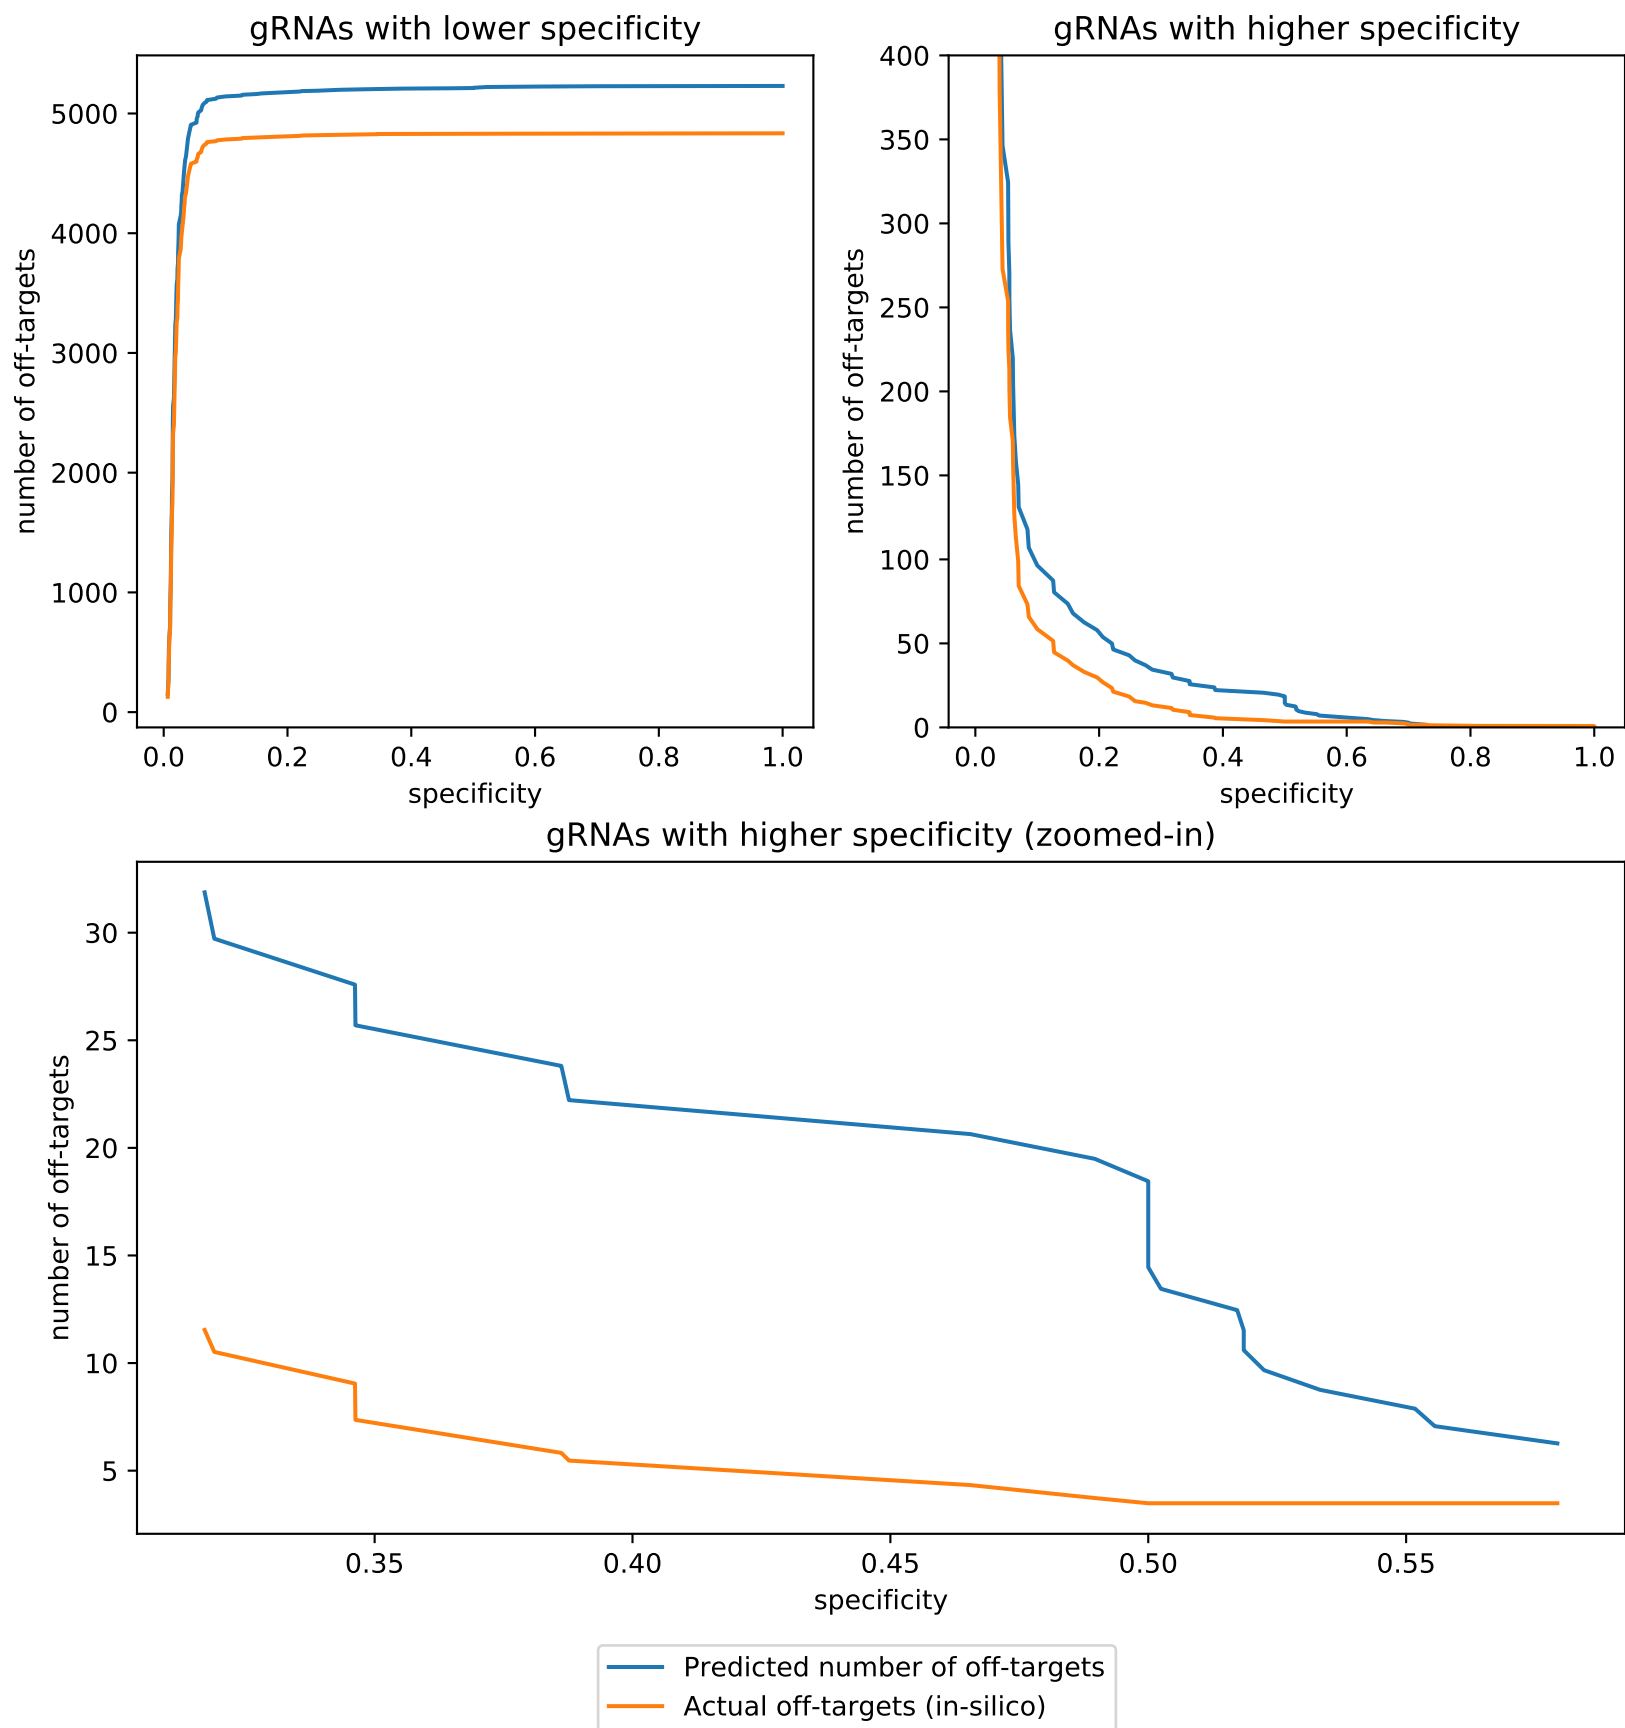 gRNAs with lower specificity
gRNAs with higher specificity
number of off-targets
5000
4000
3000
2000
1000
0
0.0 0.2 0.4 0.6 0.8 1.0
specificity
number of off-targets
400
350
300
250
200
150
100
50
0
0.0 0.2 0.4 0.6 0.8 1.0
specificity
gRNAs with higher specificity (zoomed-in)
number of off-targets
30
25
20
15
10
5
0.35 0.40 0.45 0.50 0.55
specificity
Predicted number of off-targets
Actual off-targets (in-silico)